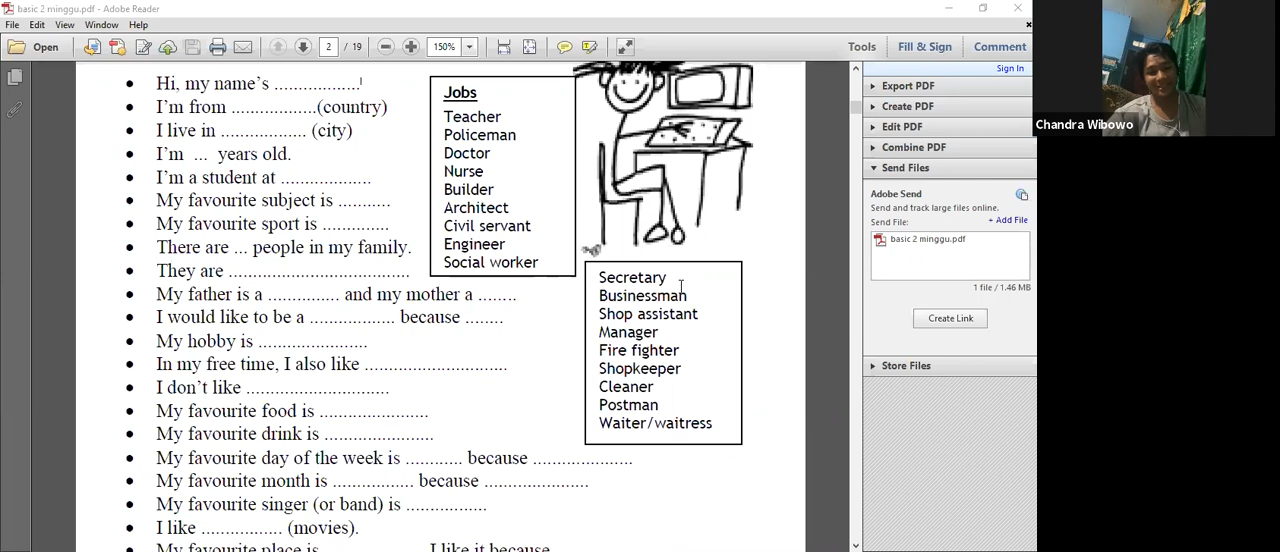 basic 2 minggu.pdf - Adobe Reader
File Edit View Window Help
Open 2 / 19 150% Tools Fill & Sign Comment
Sign In
Export PDF
Create PDF
Edit PDF
Combine PDF
Send Files
Adobe Send
Send and track large files online.
Send File: + Add File
basic 2 minggu.pdf
1 file / 1.46 MB
Create Link
Store Files
Chandra Wibowo
• Hi, my name's ..................!
• I'm from .................(country)
• I live in ................. (city)
• I'm ... years old.
• I'm a student at ..................
• My favourite subject is ...........
• My favourite sport is .............
• There are ... people in my family.
• They are ....................................
• My father is a .............. and my mother a ........
• I would like to be a ................. because ........
• My hobby is ......................
• In my free time, I also like ............................
• I don't like ............................
• My favourite food is .....................
• My favourite drink is ......................
• My favourite day of the week is ........... because ....................
• My favourite month is ................ because .....................
• My favourite singer (or band) is ................
• I like ................ (movies).
• My favourite place is ...................... I like it because
Jobs
Teacher
Policeman
Doctor
Nurse
Builder
Architect
Civil servant
Engineer
Social worker
Secretary
Businessman
Shop assistant
Manager
Fire fighter
Shopkeeper
Cleaner
Postman
Waiter/waitress